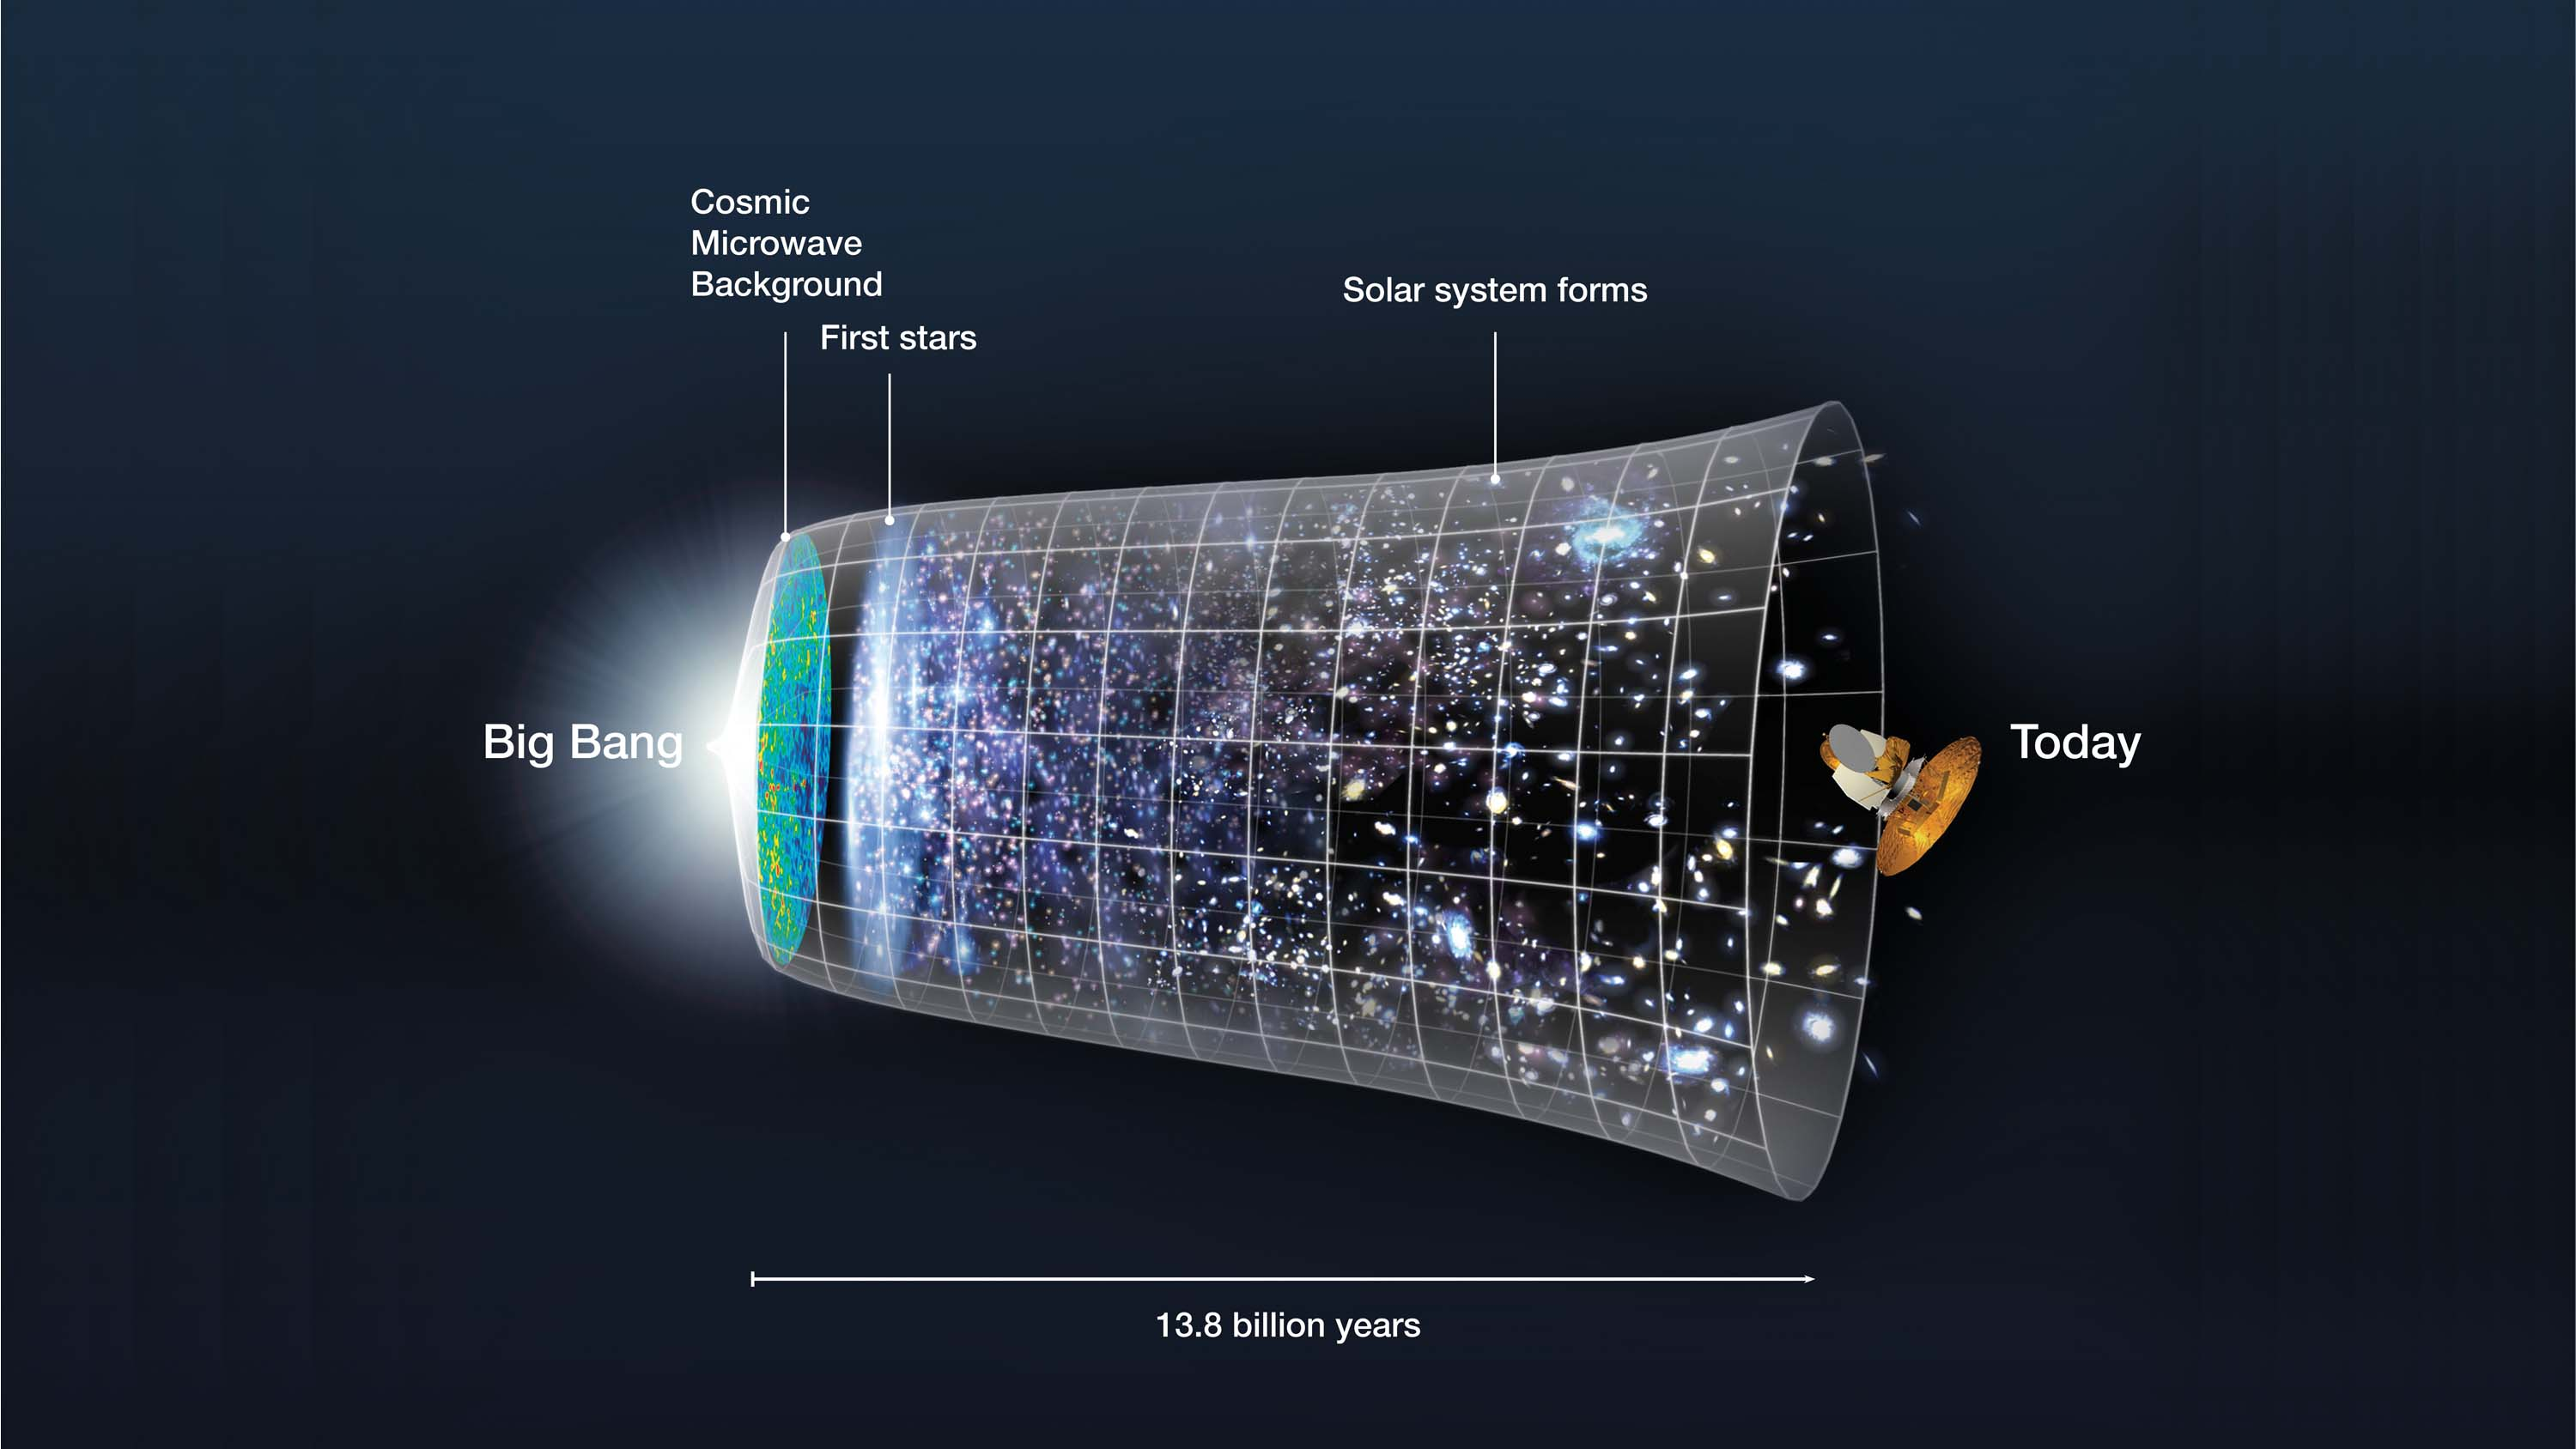 Cosmic
Microwave
Background
First stars
Solar system forms
Big Bang
Today
13.8 billion years